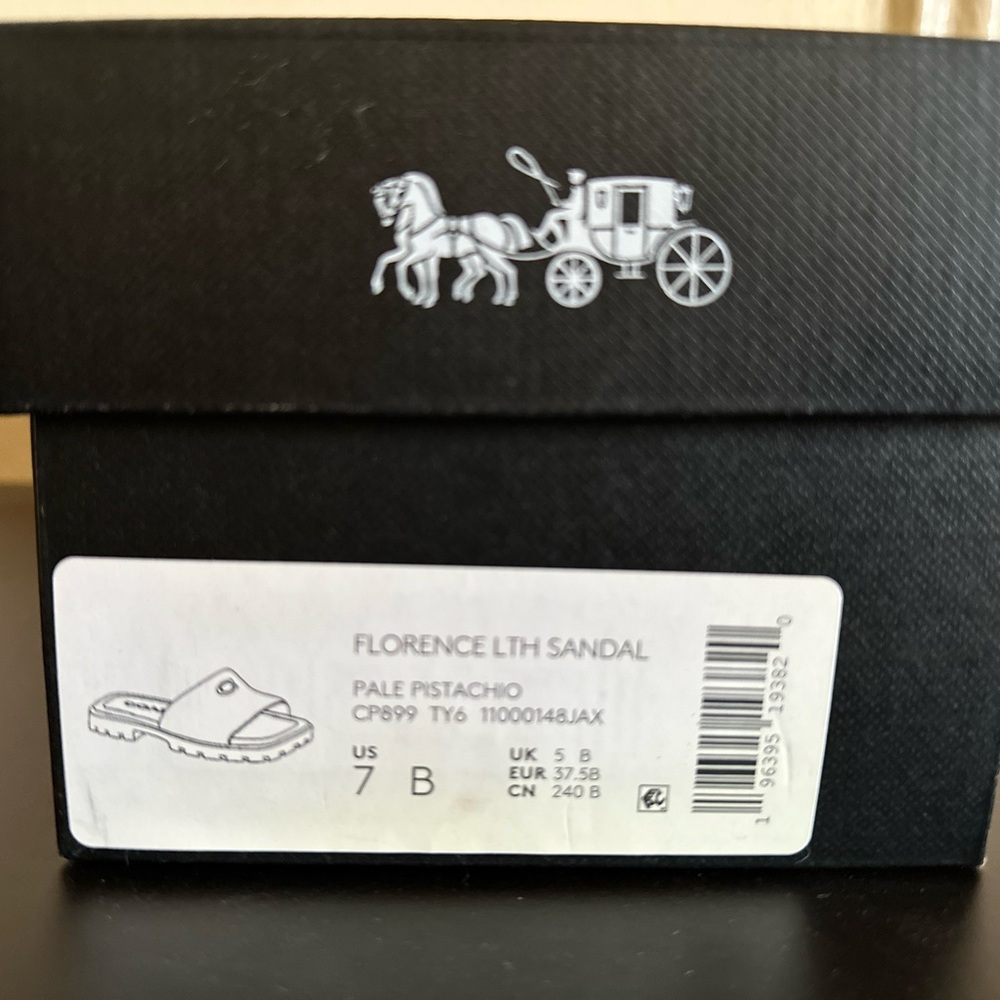 FLORENCE LTH SANDAL
PALE PISTACHIO
CP899 TY6 11000148JAX
US
7 B
UK 5 B
EUR 37.5B
CN 240 B
1 96395 19382 0